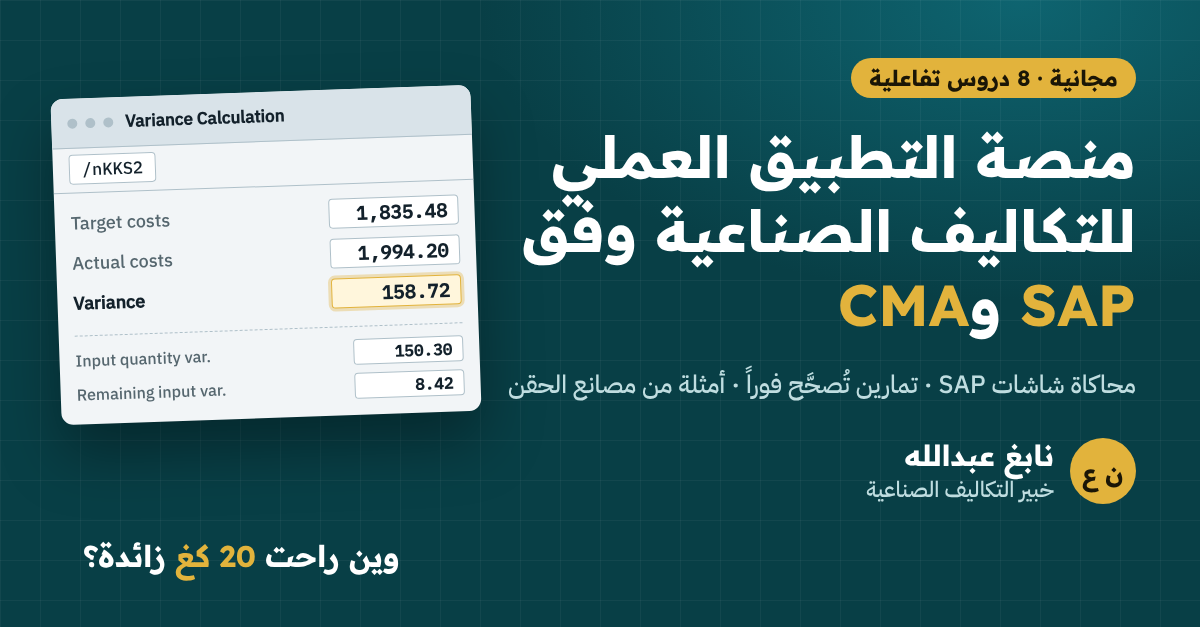 مجانية · 8 دروس تفاعلية
منصة التطبيق العملي
للتكاليف الصناعية وفق
SAP وCMA
محاكاة شاشات SAP · تمارين تُصحَّح فوراً · أمثلة من مصانع الحقن
ن ع
نابغ عبدالله
خبير التكاليف الصناعية
Variance Calculation
/nKKS2
Target costs 1,835.48
Actual costs 1,994.20
Variance 158.72
Input quantity var. 150.30
Remaining input var. 8.42
وين راحت 20 كغ زائدة؟